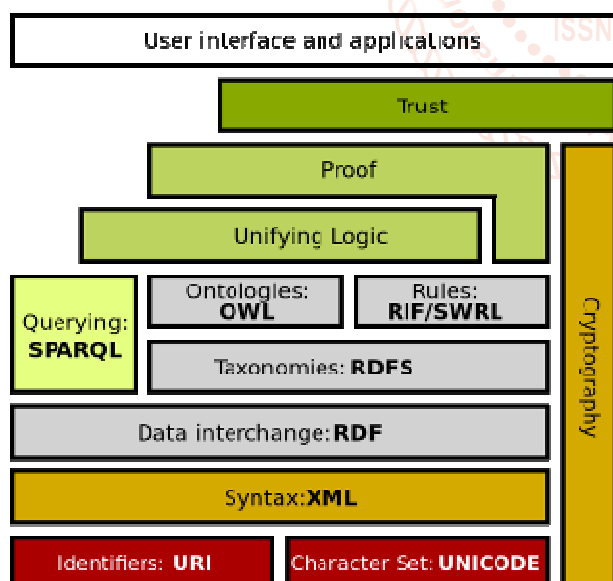 ISSN
User interface and applications
Trust
Proof
Unifying Logic
Ontologies:
OWL
Rules:
RIF/SWRL
Querying:
SPARQL
Taxonomies: RDFS
Cryptography
Data interchange: RDF
Syntax: XML
Identifiers: URI
Character Set: UNICODE